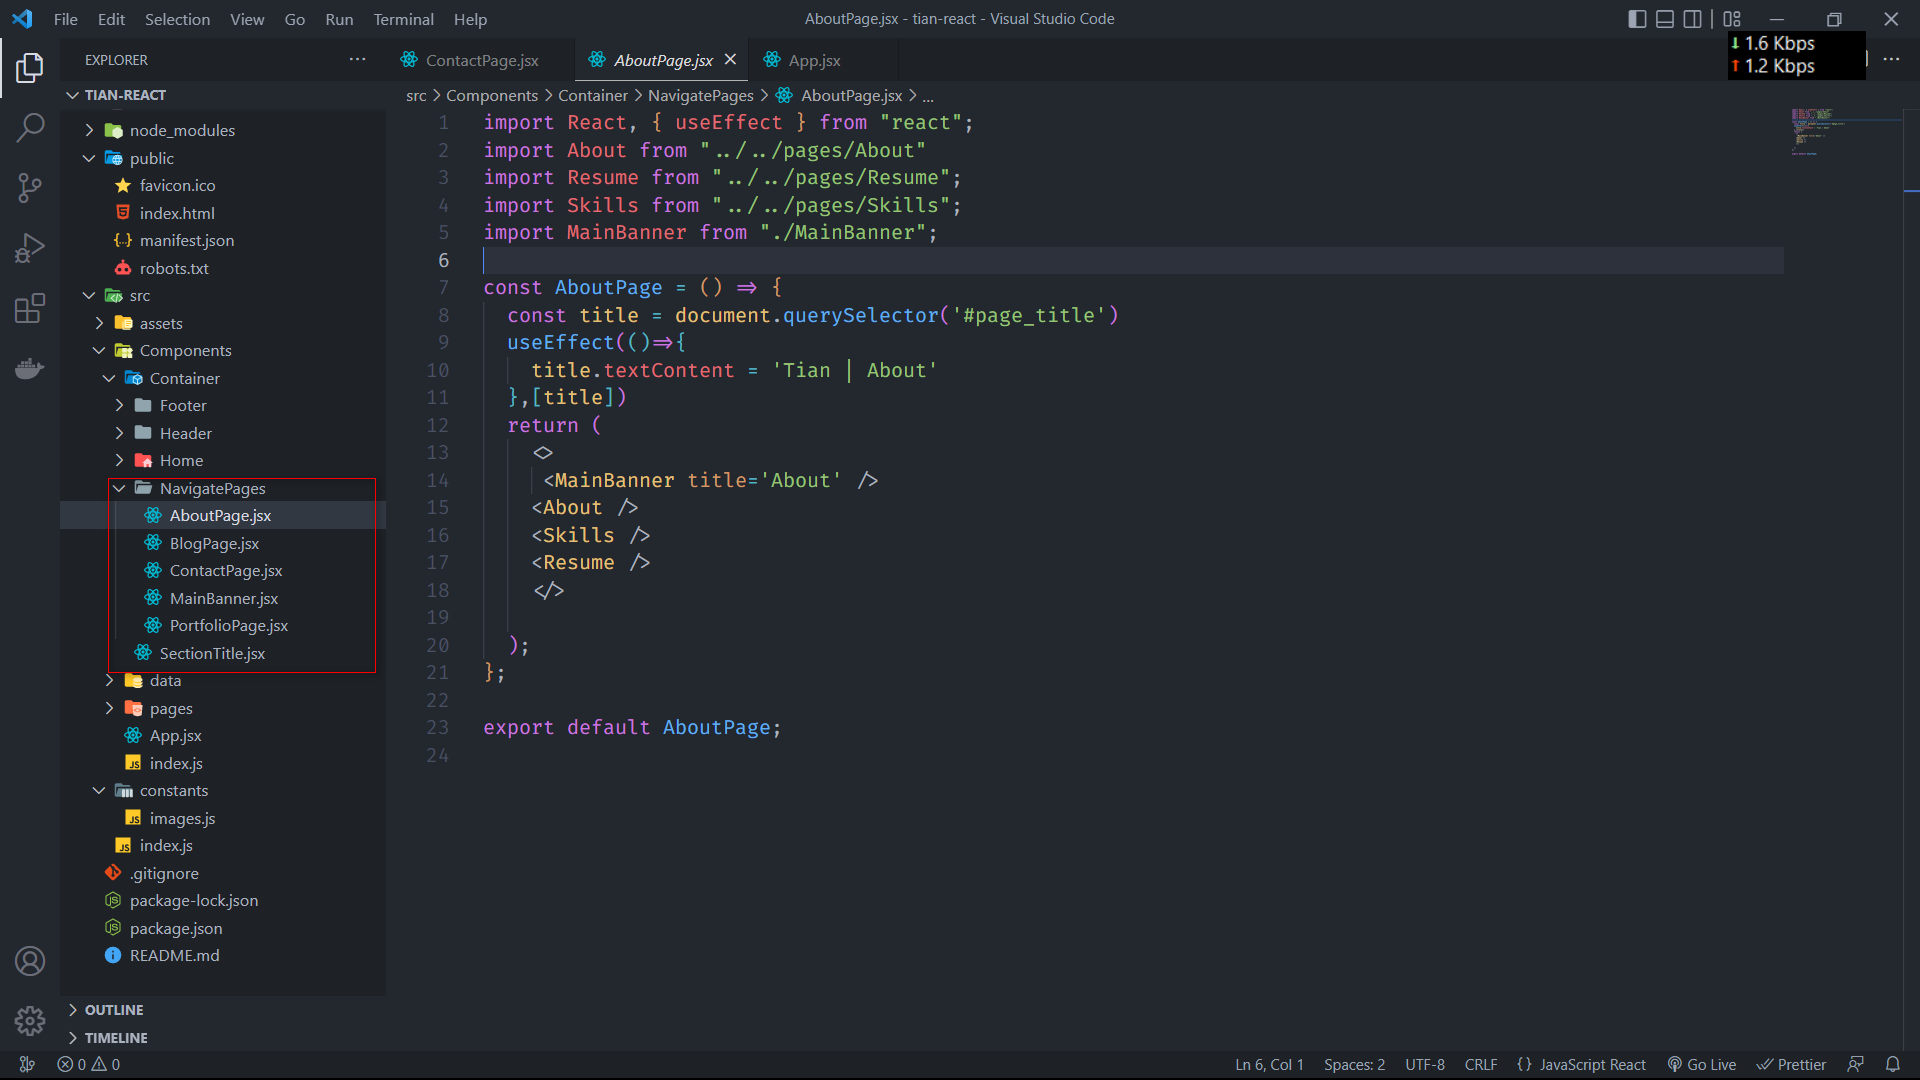 File Edit Selection View Go Run Terminal Help
AboutPage.jsx - tian-react - Visual Studio Code
1.6 Kbps
1.2 Kbps
EXPLORER
TIAN-REACT
node_modules
public
favicon.ico
index.html
manifest.json
robots.txt
src
assets
Components
Container
Footer
Header
Home
NavigatePages
AboutPage.jsx
BlogPage.jsx
ContactPage.jsx
MainBanner.jsx
PortfolioPage.jsx
SectionTitle.jsx
data
pages
App.jsx
index.js
constants
images.js
index.js
.gitignore
package-lock.json
package.json
README.md
OUTLINE
TIMELINE
ContactPage.jsx AboutPage.jsx App.jsx
src > Components > Container > NavigatePages > AboutPage.jsx > ...
1 import React, { useEffect } from "react";
2 import About from "../../pages/About"
3 import Resume from "../../pages/Resume";
4 import Skills from "../../pages/Skills";
5 import MainBanner from "./MainBanner";
6
7 const AboutPage = () => {
8 const title = document.querySelector('#page_title')
9 useEffect(()=>{
10 title.textContent = 'Tian | About'
11 },[title])
12 return (
13 <>
14 <MainBanner title='About' />
15 <About />
16 <Skills />
17 <Resume />
18 </>
19
20 );
21 };
22
23 export default AboutPage;
24
0 0
Ln 6, Col 1 Spaces: 2 UTF-8 CRLF {} JavaScript React Go Live Prettier